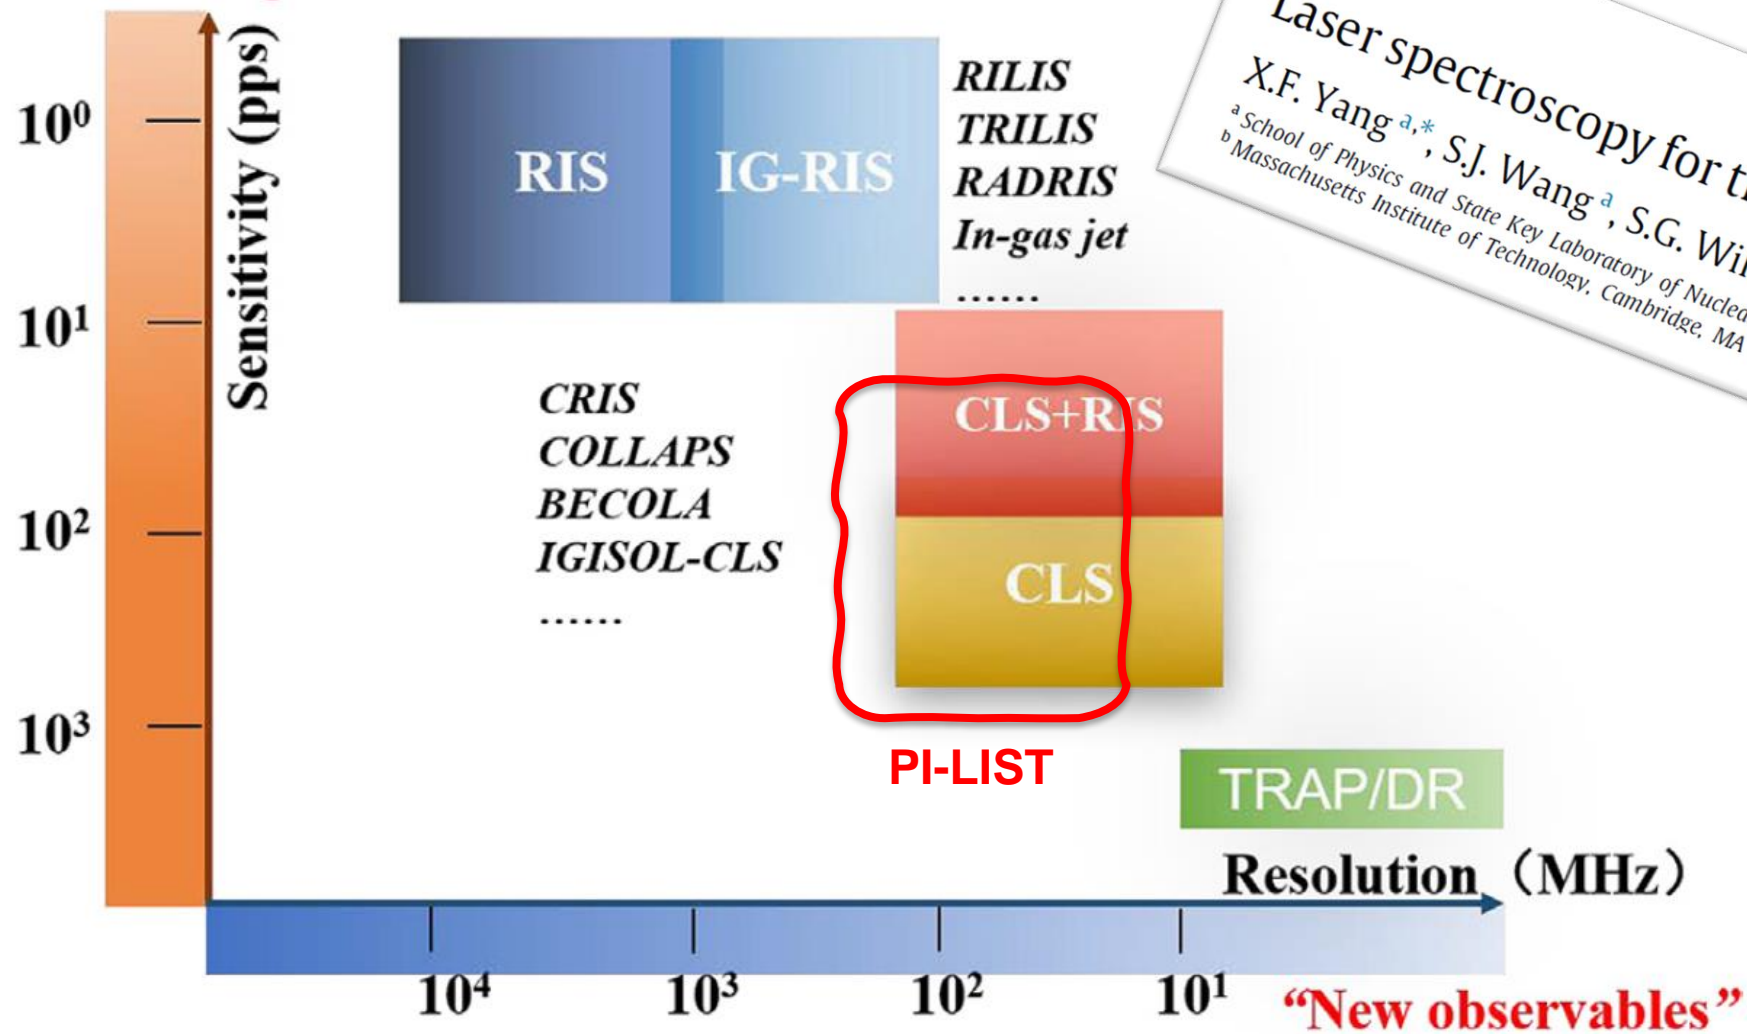 Sensitivity (pps)
10⁰
10¹
10²
10³
RIS
IG-RIS
RILIS
TRILIS
RADRIS
In-gas jet
......
Laser spectroscopy for
X.F. Yang ᵃ,*, S.J. Wang ᵃ, S.G.
ᵃ School of Physics and State Key Laboratory of
ᵇ Massachusetts Institute of Technology, Cambridge, MA
CRIS
COLLAPS
BECOLA
IGISOL-CLS
......
CLS+RIS
CLS
PI-LIST
TRAP/DR
Resolution (MHz)
10⁴
10³
10²
10¹
“New observables”